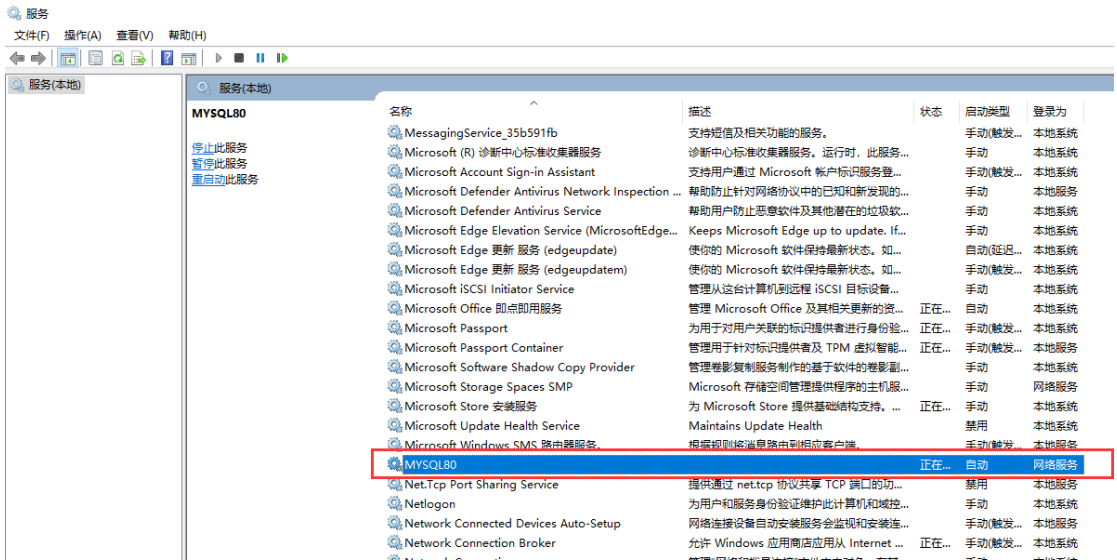 服务
文件(F) 操作(A) 查看(V) 帮助(H)
服务(本地)
服务(本地)
MYSQL80
停止此服务
暂停此服务
重启动此服务
名称 描述 状态 启动类型 登录为
MessagingService_35b591fb 支持短信及相关功能的服务。 手动(触发... 本地系统
Microsoft (R) 诊断中心标准收集器服务 诊断中心标准收集器服务。运行时，此服务... 手动 本地系统
Microsoft Account Sign-in Assistant 支持用户通过 Microsoft 帐户标识服务登... 手动(触发... 本地系统
Microsoft Defender Antivirus Network Inspection ... 帮助防止针对网络协议中的已知和新发现的... 手动 本地服务
Microsoft Defender Antivirus Service 帮助用户防止恶意软件及其他潜在的垃圾软... 手动 本地系统
Microsoft Edge Elevation Service (MicrosoftEdge... Keeps Microsoft Edge up to update. If... 手动 本地系统
Microsoft Edge 更新 服务 (edgeupdate) 使你的 Microsoft 软件保持最新状态。如... 自动(延迟... 本地系统
Microsoft Edge 更新 服务 (edgeupdatem) 使你的 Microsoft 软件保持最新状态。如... 手动(触发... 本地系统
Microsoft iSCSI Initiator Service 管理从这台计算机到远程 iSCSI 目标设备... 手动 本地系统
Microsoft Office 即点即用服务 管理 Microsoft Office 及其相关更新的资... 正在... 自动 本地系统
Microsoft Passport 为用于对用户关联的标识提供者进行身份验... 正在... 手动(触发... 本地系统
Microsoft Passport Container 管理用于针对标识提供者及 TPM 虚拟智能... 正在... 手动(触发... 本地服务
Microsoft Software Shadow Copy Provider 管理卷影复制服务制作的基于软件的卷影副... 手动 本地系统
Microsoft Storage Spaces SMP Microsoft 存储空间管理提供程序的主机服... 手动 网络服务
Microsoft Store 安装服务 为 Microsoft Store 提供基础结构支持。... 正在... 手动 本地系统
Microsoft Update Health Service Maintains Update Health 禁用 本地系统
Microsoft Windows SMS 路由器服务。 根据规则将消息路由到相应客户端。 手动(触发... 本地服务
MYSQL80 正在... 自动 网络服务
Net.Tcp Port Sharing Service 提供通过 net.tcp 协议共享 TCP 端口的功... 禁用 本地服务
Netlogon 为用户和服务身份验证维护此计算机和域控... 手动 本地系统
Network Connected Devices Auto-Setup 网络连接设备自动安装服务会监视和安装连... 手动(触发... 本地服务
Network Connection Broker 允许 Windows 应用商店应用从 Internet ... 正在... 手动(触发... 本地系统